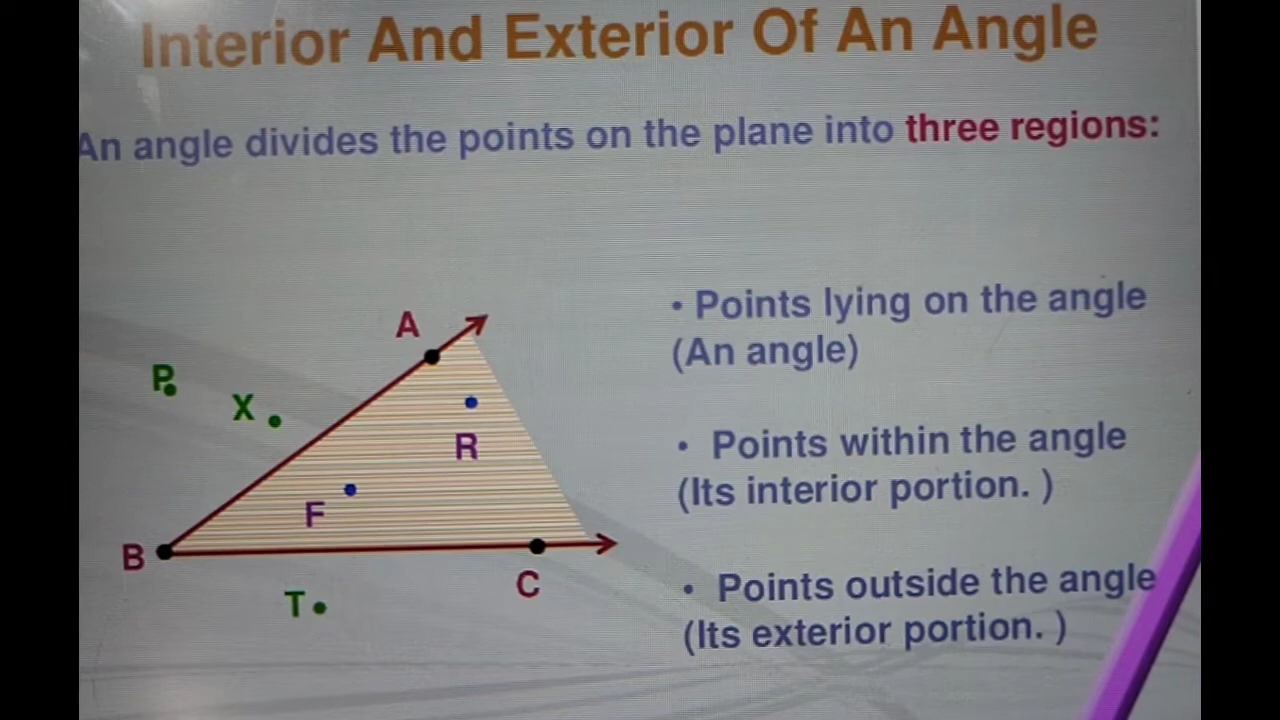 Interior And Exterior Of An Angle
An angle divides the points on the plane into three regions:
• Points lying on the angle
(An angle)
A
P
X
R
• Points within the angle
(Its interior portion. )
F
B
C
T
• Points outside the angle
(Its exterior portion. )